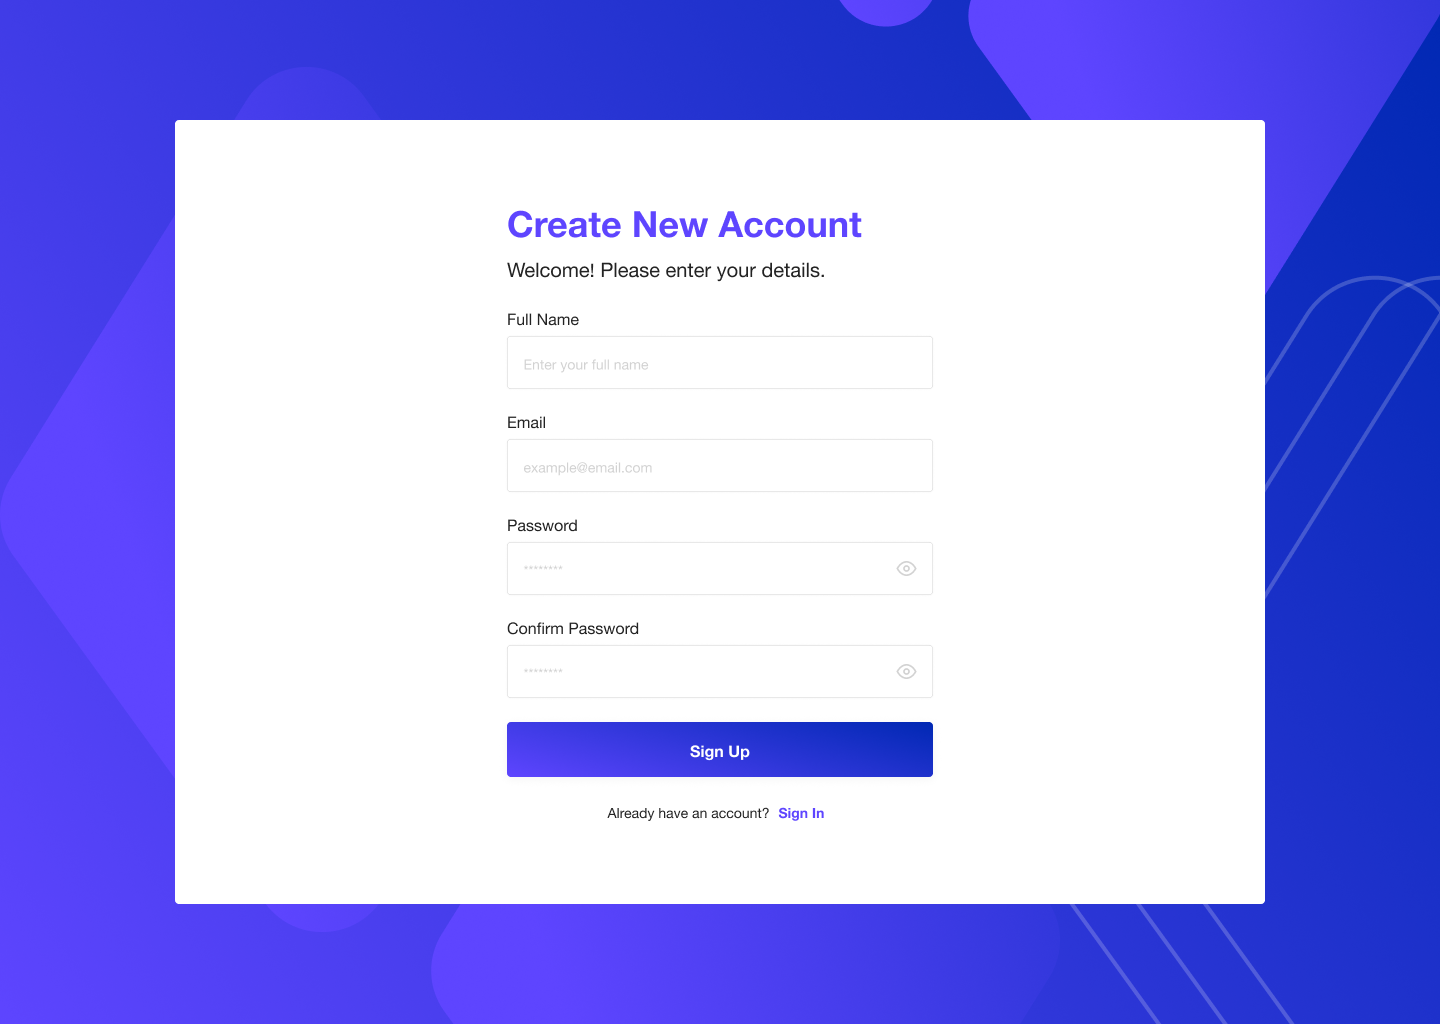 Create New Account
Welcome! Please enter your details.
Full Name
Enter your full name
Email
example@email.com
Password
********
Confirm Password
********
Sign Up
Already have an account? Sign In